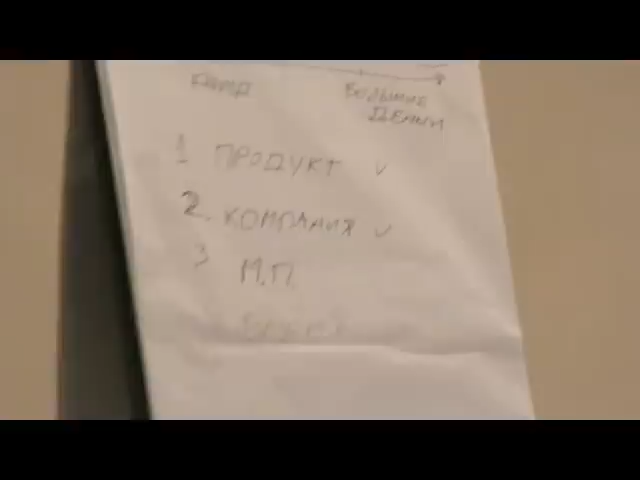 БОЛЬШИЕ
ДЕНЬГИ
1 ПРОДУКТ ✓
2. КОМПАНИЯ ✓
3 М.П.